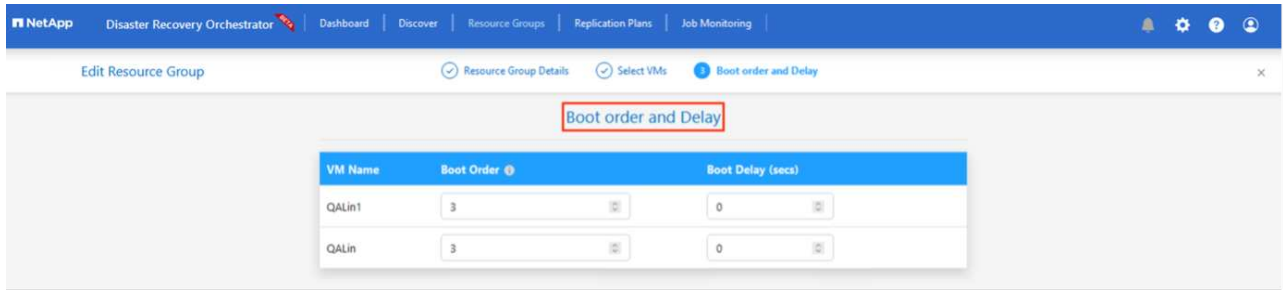 NetApp Disaster Recovery Orchestrator BETA Dashboard Discover Resource Groups Replication Plans Job Monitoring
Edit Resource Group Resource Group Details Select VMs 3 Boot order and Delay
Boot order and Delay
VM Name Boot Order Boot Delay (secs)
QALin1 3 0
QALin 3 0